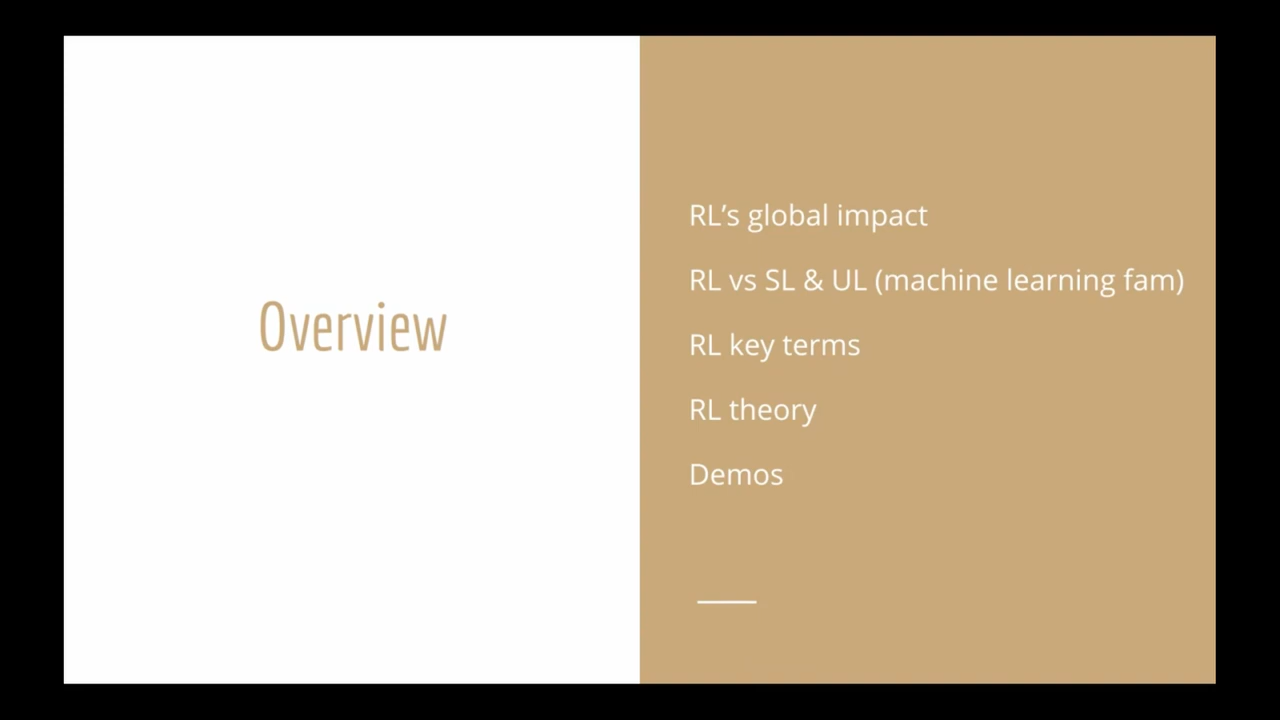 Overview
RL’s global impact
RL vs SL & UL (machine learning fam)
RL key terms
RL theory
Demos